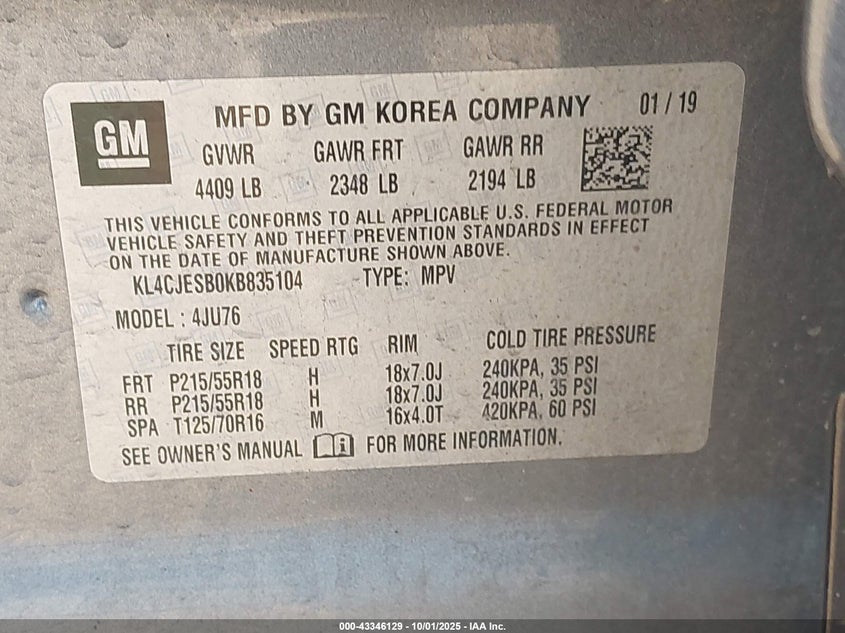 GM
MFD BY GM KOREA COMPANY 01 / 19
GVWR GAWR FRT GAWR RR
4409 LB 2348 LB 2194 LB
THIS VEHICLE CONFORMS TO ALL APPLICABLE U.S. FEDERAL MOTOR
VEHICLE SAFETY AND THEFT PREVENTION STANDARDS IN EFFECT
ON THE DATE OF MANUFACTURE SHOWN ABOVE.
KL4CJESB0KB835104 TYPE: MPV
MODEL : 4JU76
TIRE SIZE SPEED RTG RIM COLD TIRE PRESSURE
FRT P215/55R18 H 18x7.0J 240KPA, 35 PSI
RR P215/55R18 H 18x7.0J 240KPA, 35 PSI
SPA T125/70R16 M 16x4.0T 420KPA, 60 PSI
SEE OWNER'S MANUAL FOR MORE INFORMATION.
000-43346129 - 10/01/2025 - IAA Inc.